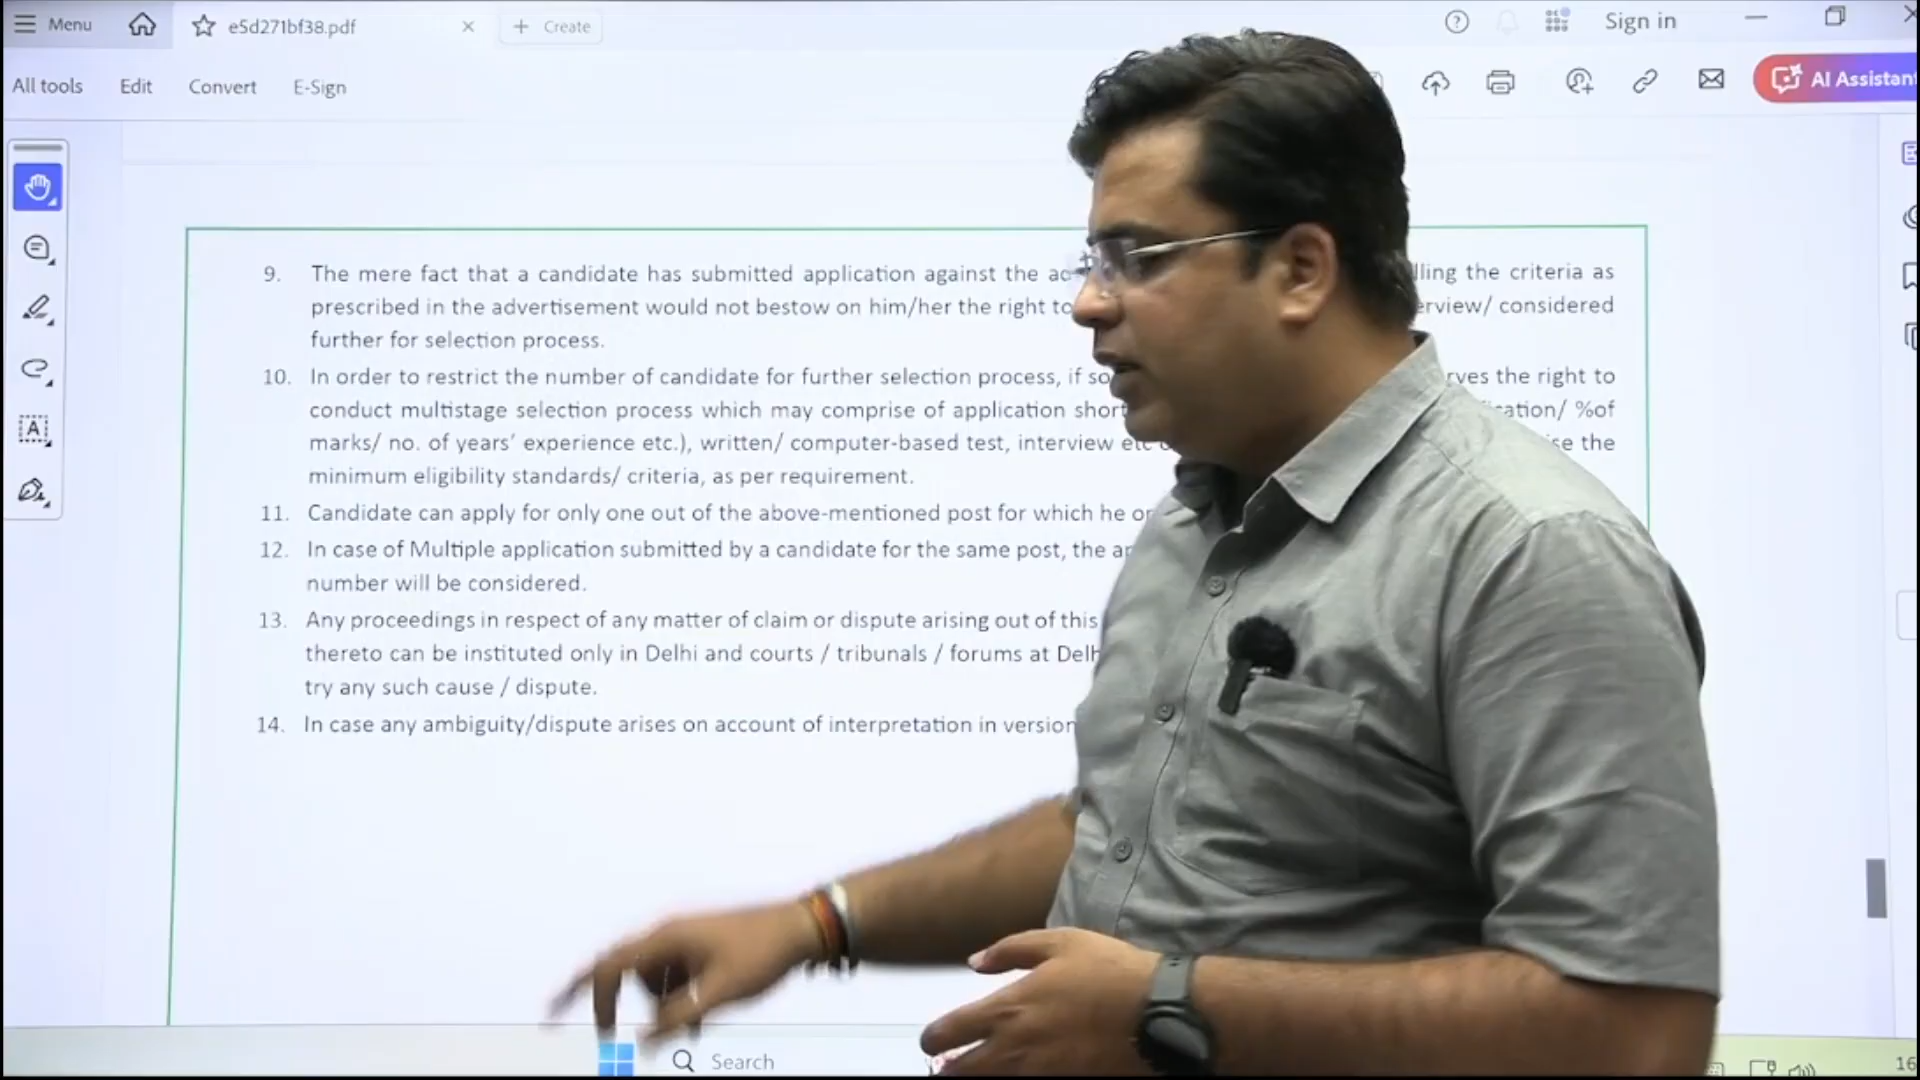 Menu
e5d271bf38.pdf
Create
Sign in
All tools
Edit
Convert
E-Sign
AI Assistant
9. The mere fact that a candidate has submitted application against the lling the criteria as
prescribed in the advertisement would not bestow on him/her the right to erview/ considered
further for selection process.
10. In order to restrict the number of candidate for further selection process, if so rves the right to
conduct multistage selection process which may comprise of application short ication/ %of
marks/ no. of years' experience etc.), written/ computer-based test, interview etc se the
minimum eligibility standards/ criteria, as per requirement.
11. Candidate can apply for only one out of the above-mentioned post for which he or
12. In case of Multiple application submitted by a candidate for the same post, the
number will be considered.
13. Any proceedings in respect of any matter of claim or dispute arising out of this
thereto can be instituted only in Delhi and courts / tribunals / forums at Delh
try any such cause / dispute.
14. In case any ambiguity/dispute arises on account of interpretation in version
Search
16